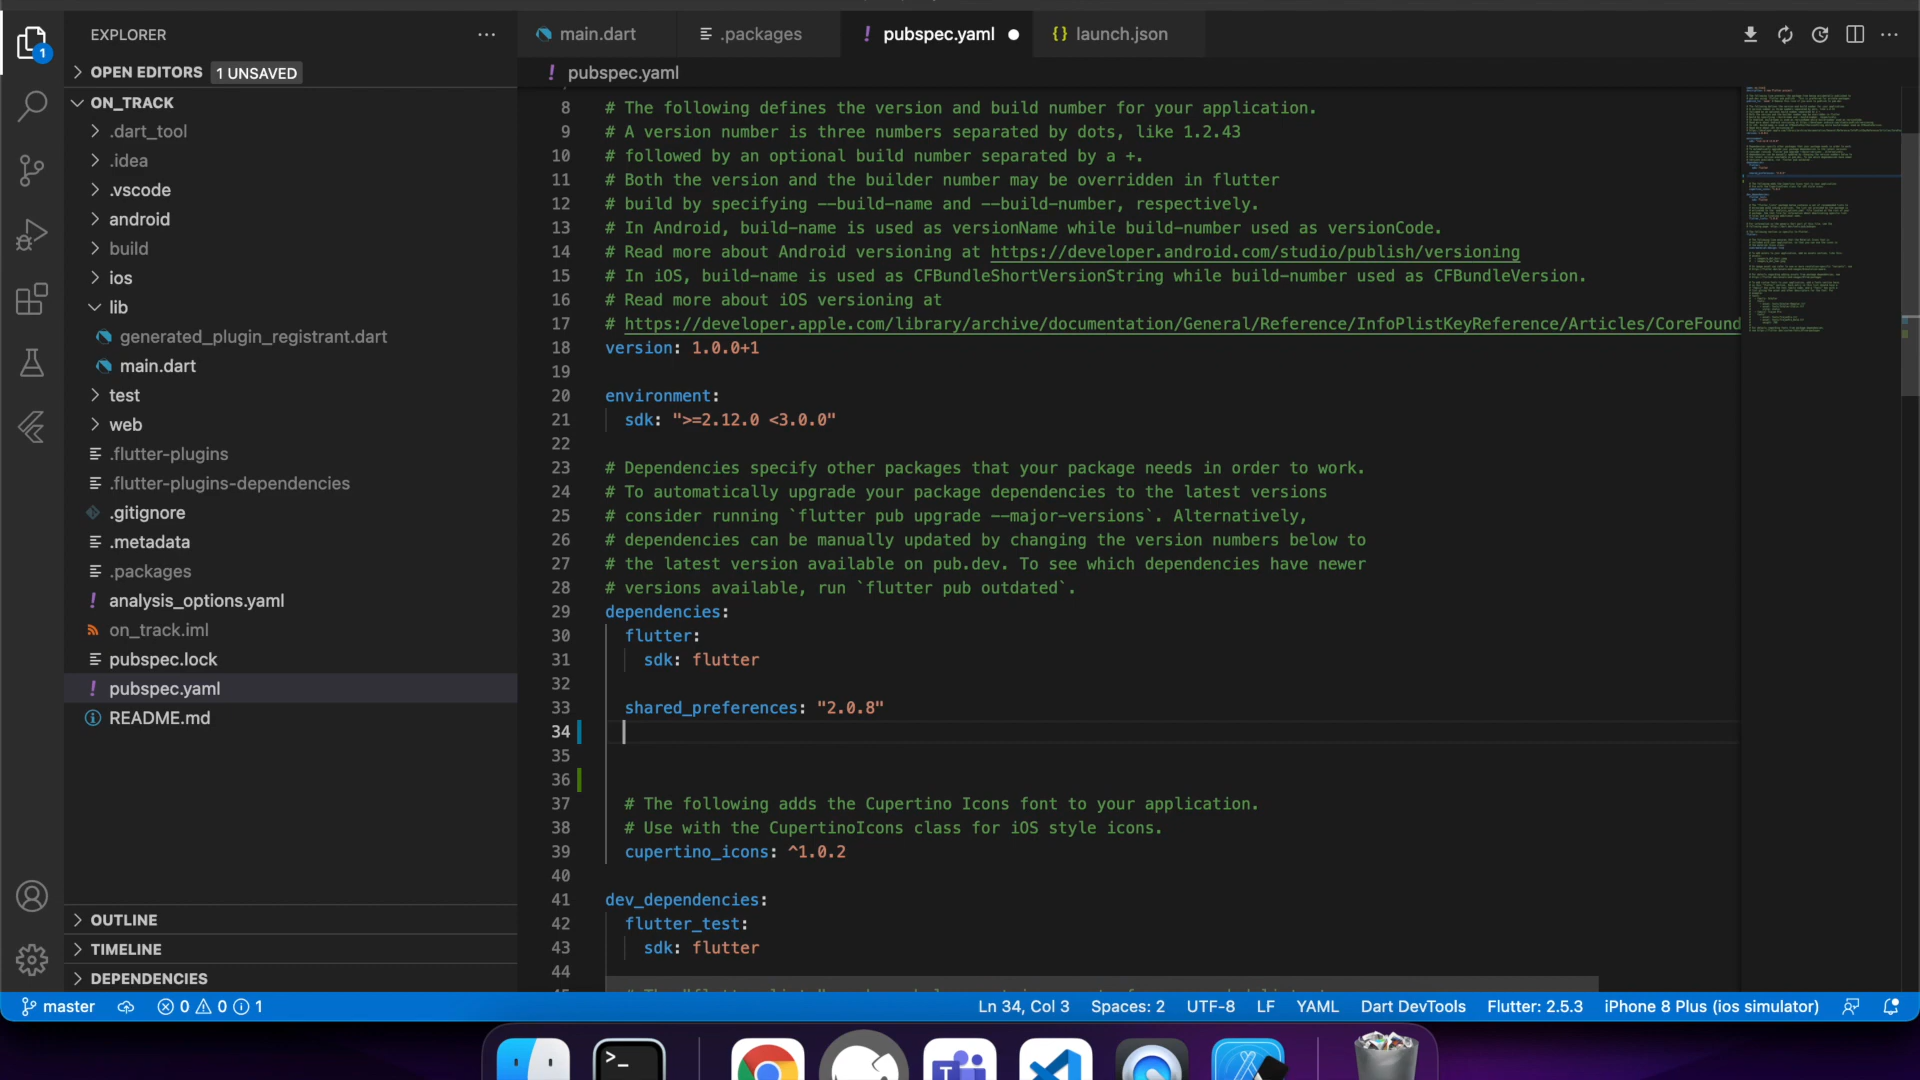 EXPLORER
OPEN EDITORS 1 UNSAVED
ON_TRACK
.dart_tool
.idea
.vscode
android
build
ios
lib
generated_plugin_registrant.dart
main.dart
test
web
.flutter-plugins
.flutter-plugins-dependencies
.gitignore
.metadata
.packages
analysis_options.yaml
on_track.iml
pubspec.lock
pubspec.yaml
README.md
OUTLINE
TIMELINE
DEPENDENCIES
main.dart .packages pubspec.yaml launch.json
pubspec.yaml
8 # The following defines the version and build number for your application.
9 # A version number is three numbers separated by dots, like 1.2.43
10 # followed by an optional build number separated by a +.
11 # Both the version and the builder number may be overridden in flutter
12 # build by specifying --build-name and --build-number, respectively.
13 # In Android, build-name is used as versionName while build-number used as versionCode.
14 # Read more about Android versioning at https://developer.android.com/studio/publish/versioning
15 # In iOS, build-name is used as CFBundleShortVersionString while build-number used as CFBundleVersion.
16 # Read more about iOS versioning at
17 # https://developer.apple.com/library/archive/documentation/General/Reference/InfoPlistKeyReference/Articles/CoreFound
18 version: 1.0.0+1
19
20 environment:
21 sdk: ">=2.12.0 <3.0.0"
22
23 # Dependencies specify other packages that your package needs in order to work.
24 # To automatically upgrade your package dependencies to the latest versions
25 # consider running `flutter pub upgrade --major-versions`. Alternatively,
26 # dependencies can be manually updated by changing the version numbers below to
27 # the latest version available on pub.dev. To see which dependencies have newer
28 # versions available, run `flutter pub outdated`.
29 dependencies:
30 flutter:
31 sdk: flutter
32
33 shared_preferences: "2.0.8"
34
35
36
37 # The following adds the Cupertino Icons font to your application.
38 # Use with the CupertinoIcons class for iOS style icons.
39 cupertino_icons: ^1.0.2
40
41 dev_dependencies:
42 flutter_test:
43 sdk: flutter
44
master 0 0 1 Ln 34, Col 3 Spaces: 2 UTF-8 LF YAML Dart DevTools Flutter: 2.5.3 iPhone 8 Plus (ios simulator)